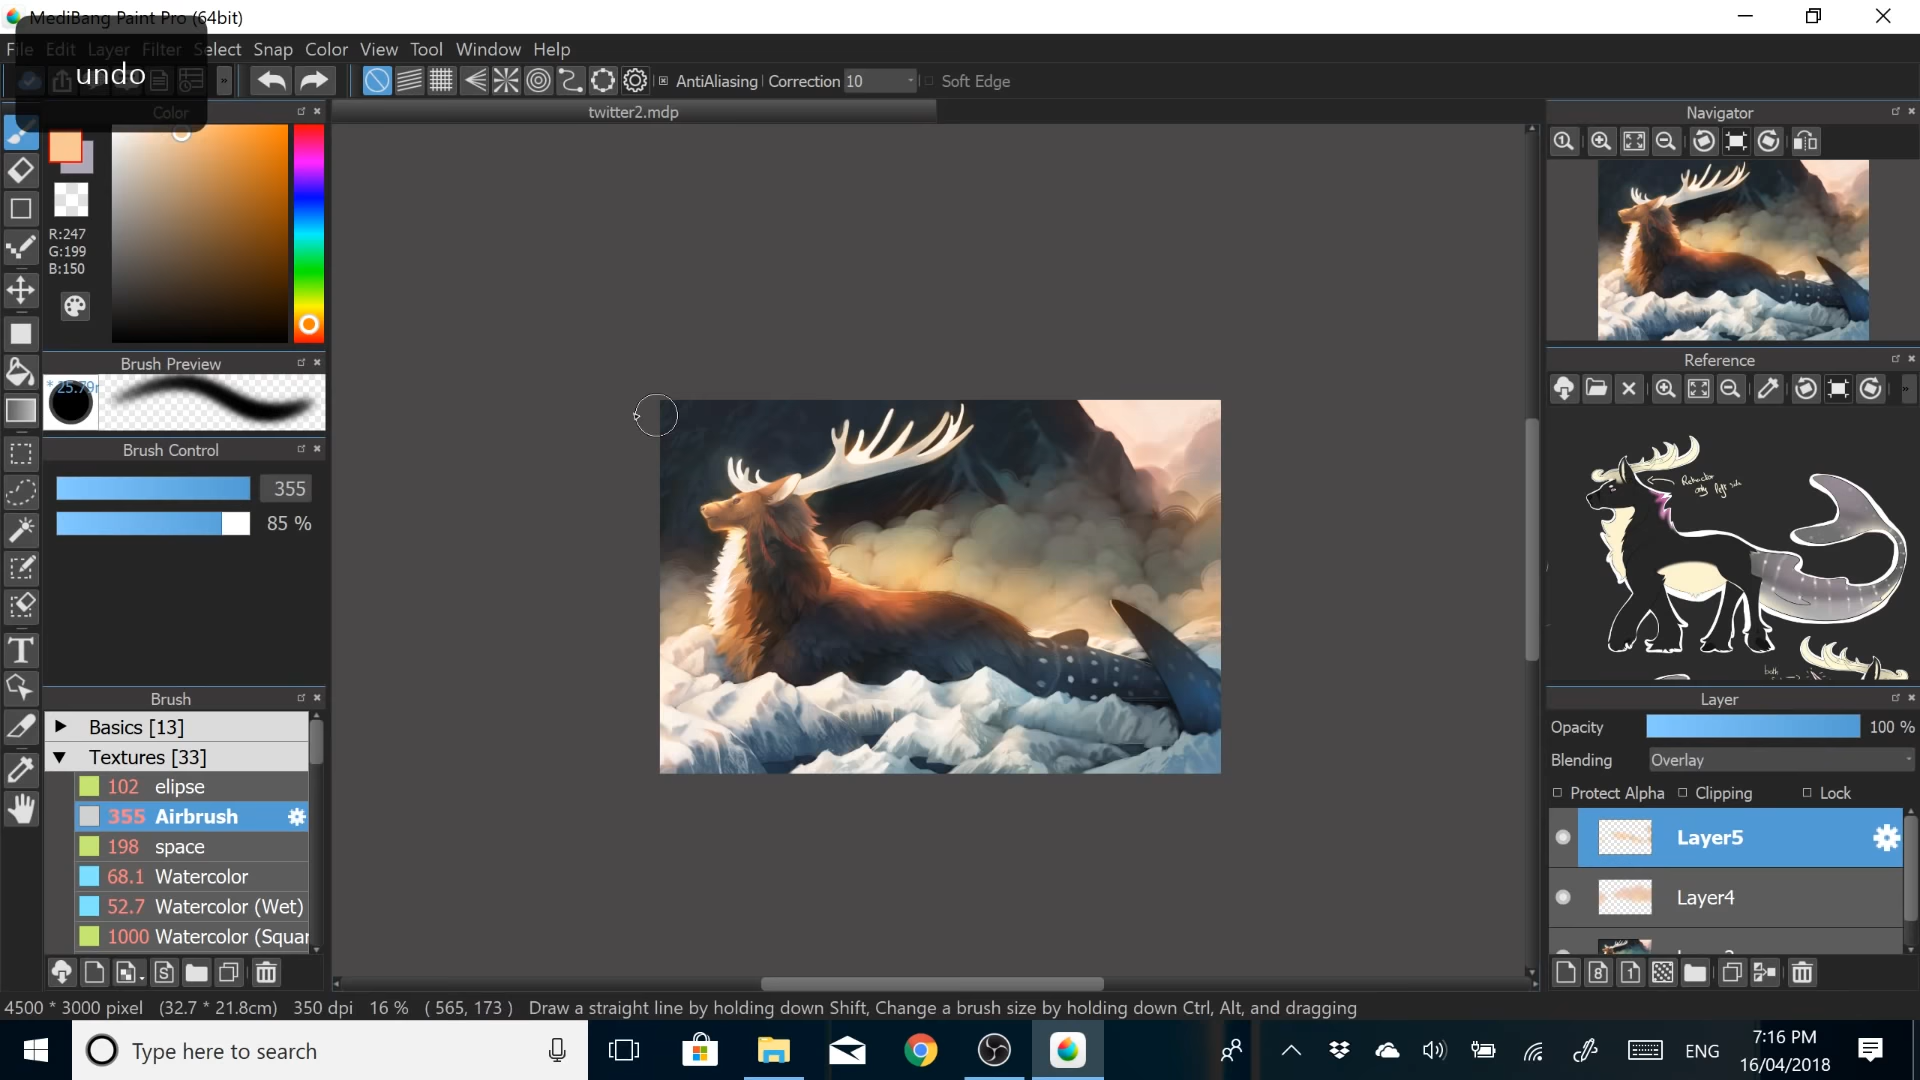 MediBang Paint Pro (64bit)
File Edit Layer Filter Select Snap Color View Tool Window Help
undo
AntiAliasing Correction 10 Soft Edge
Color
twitter2.mdp
Navigator
R:247
G:199
B:150
Brush Preview
* 25.79
Reference
Brush Control
355
85 %
only
side
Brush
Layer
Basics [13]
Opacity 100 %
Textures [33]
Blending Overlay
102 elipse
Protect Alpha Clipping Lock
355 Airbrush
Layer5
198 space
68.1 Watercolor
Layer4
52.7 Watercolor (Wet)
1000 Watercolor (Squar
4500 * 3000 pixel (32.7 * 21.8cm) 350 dpi 16 % ( 565, 173 ) Draw a straight line by holding down Shift, Change a brush size by holding down Ctrl, Alt, and dragging
Type here to search
ENG
7:16 PM
16/04/2018